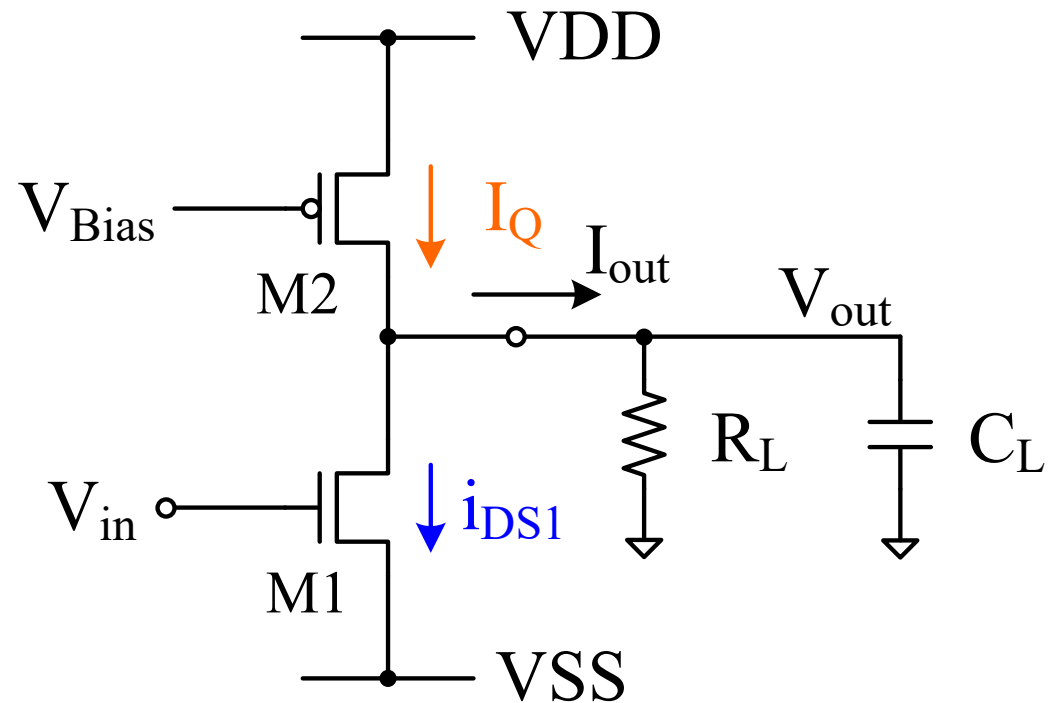 VDD
VBias
IQ
Iout
M2
Vout
RL
CL
Vin
iDS1
M1
VSS